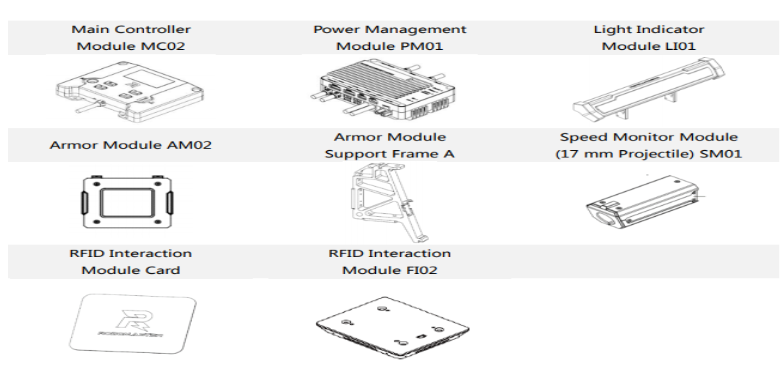 Main Controller
Module MC02
Power Management
Module PM01
Light Indicator
Module LI01
Armor Module AM02
Armor Module
Support Frame A
Speed Monitor Module
(17 mm Projectile) SM01
RFID Interaction
Module Card
RFID Interaction
Module FI02